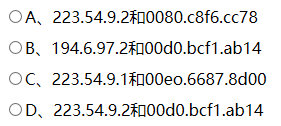 A、223.54.9.2和0080.c8f6.cc78
B、194.6.97.2和00d0.bcf1.ab14
C、223.54.9.1和00eo.6687.8d00
D、223.54.9.2和00d0.bcf1.ab14